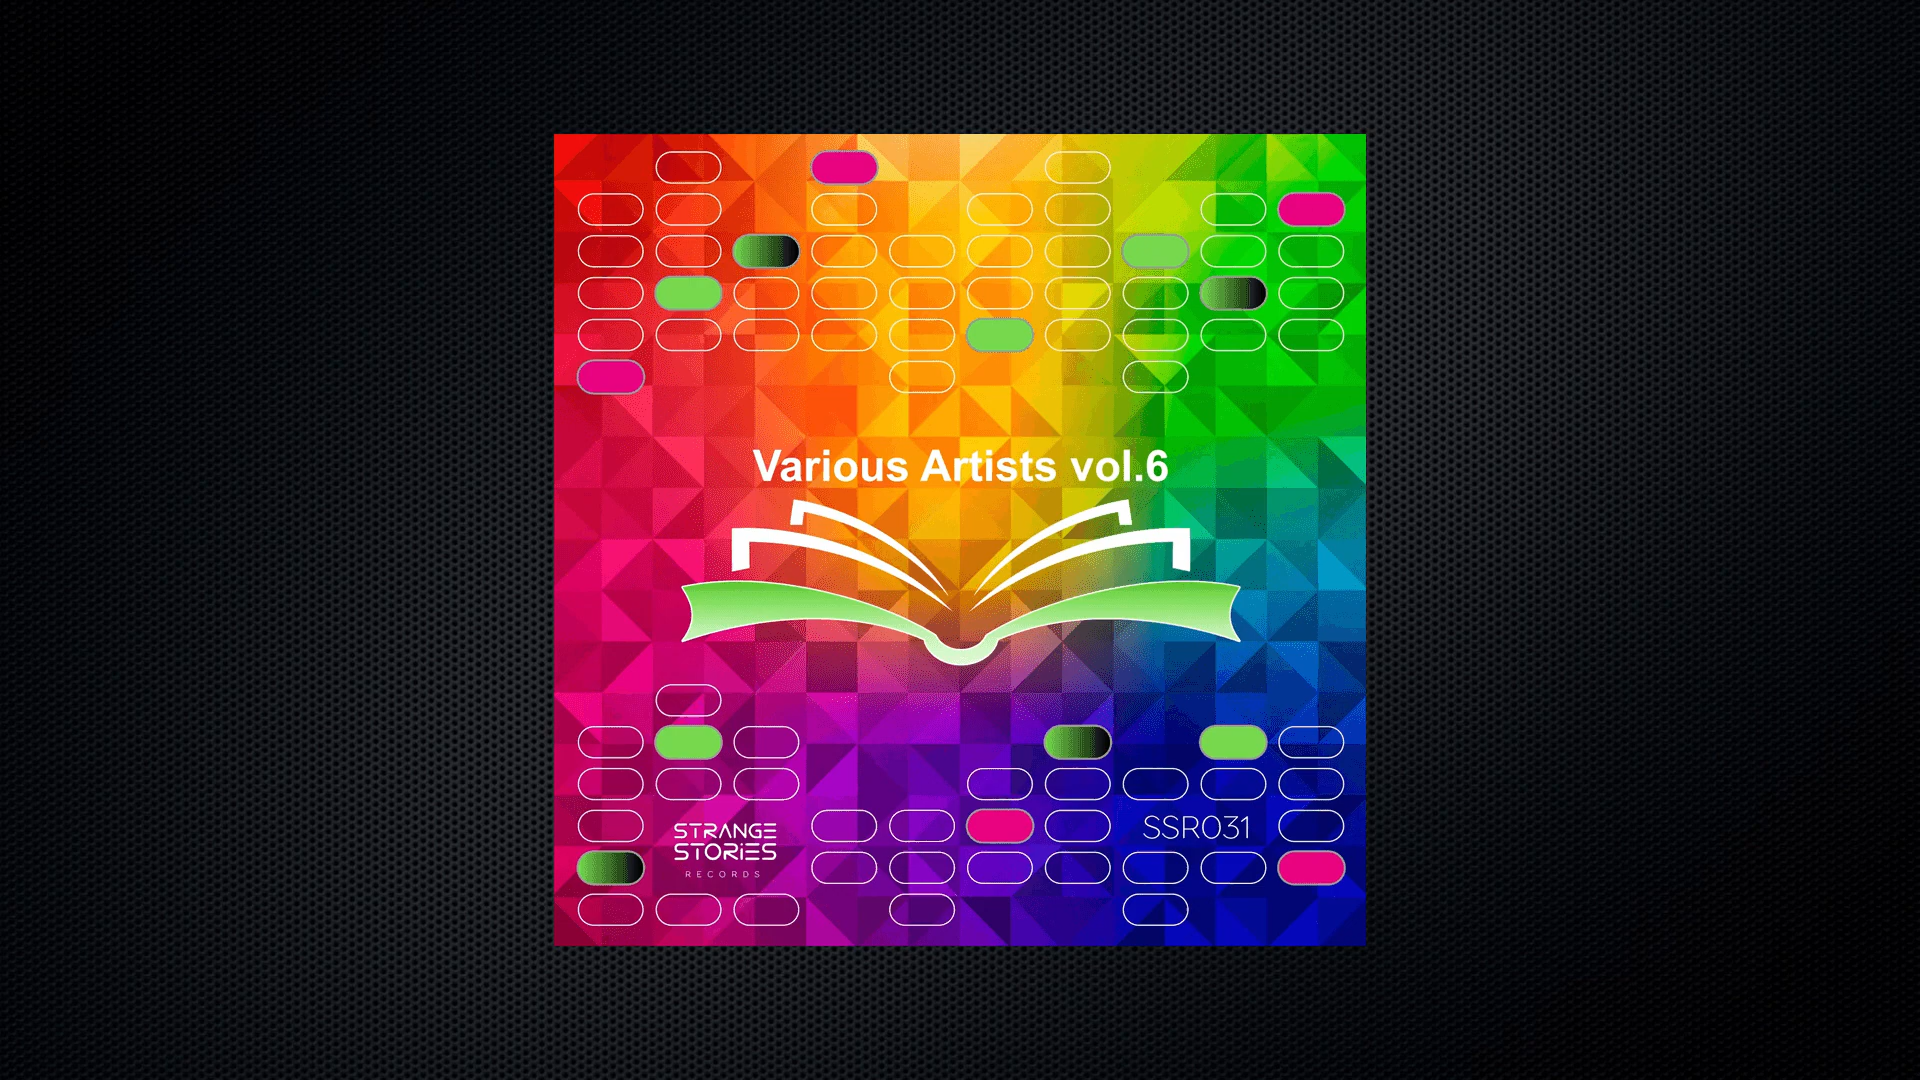 Various Artists vol.6
STRANGE
STORiES
RECORDS
SSR031